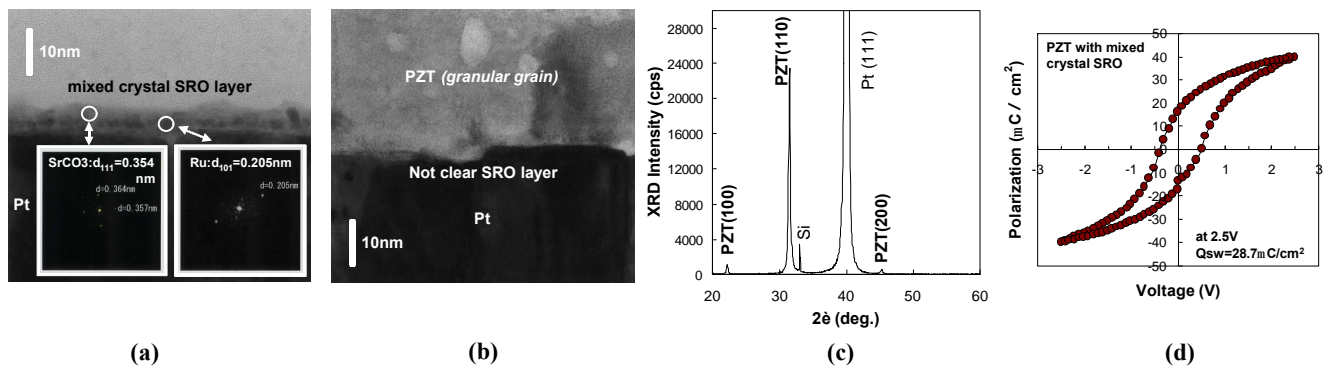 10nm
mixed crystal SRO layer
SrCO3:d111=0.354
nm
d=0.364nm
d=0.357nm
Ru:d101=0.205nm
d=0.205nm
Pt
(a)
PZT (granular grain)
Not clear SRO layer
Pt
10nm
(b)
XRD Intensity (cps)
28000
24000
20000
16000
12000
8000
4000
0
PZT(100)
PZT(110)
Si
Pt (111)
PZT(200)
20 30 40 50 60
2è (deg.)
(c)
PZT with mixed
crystal SRO
Polarization (mC / cm2)
50
40
30
20
10
0
-10
-20
-30
-40
-50
-3 -2 -1 0 1 2 3
at 2.5V
Qsw=28.7mC/cm2
Voltage (V)
(d)